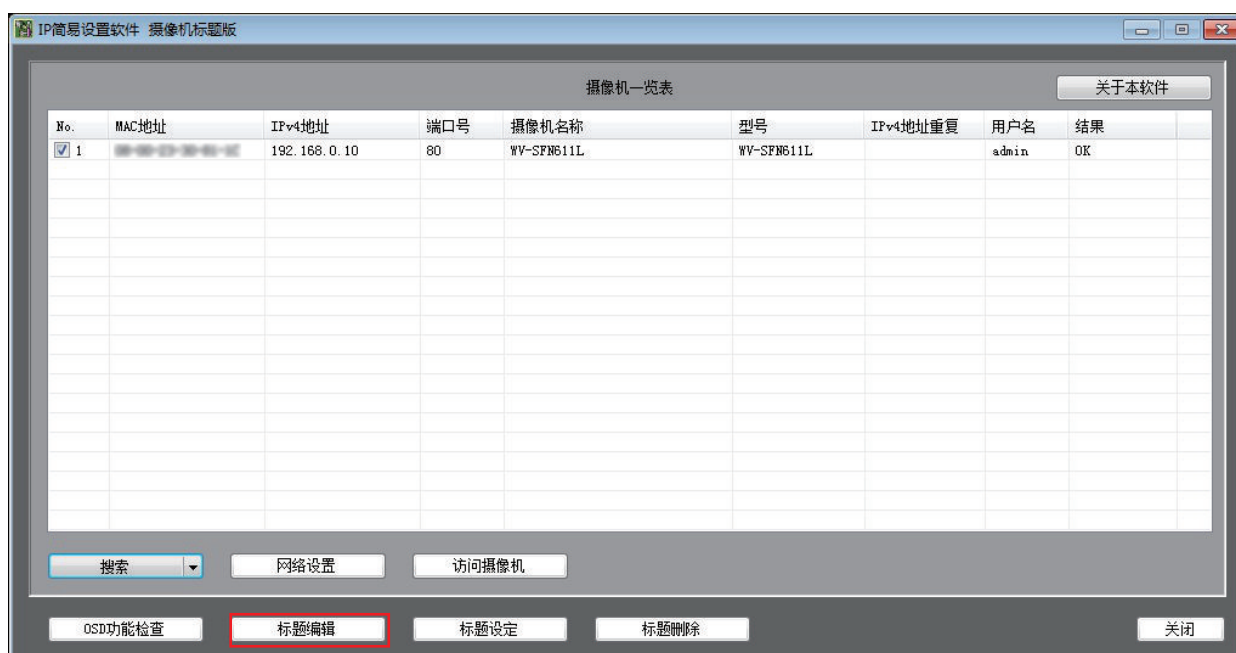 IP简易设置软件 摄像机标题版
摄像机一览表
关于本软件
No. MAC地址 IPv4地址 端口号 摄像机名称 型号 IPv4地址重复 用户名 结果
1 192.168.0.10 80 WV-SFN611L WV-SFN611L admin OK
搜索 网络设置 访问摄像机
OSD功能检查 标题编辑 标题设定 标题删除 关闭